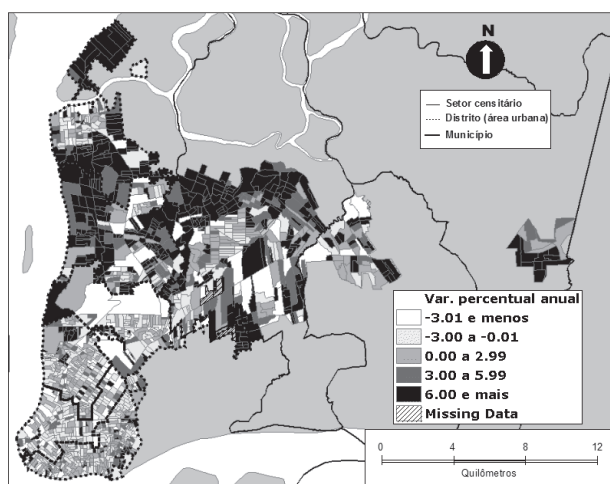 N
Setor censitário
Distrito (área urbana)
Município
Var. percentual anual
-3.01 e menos
-3.00 a -0.01
0.00 a 2.99
3.00 a 5.99
6.00 e mais
Missing Data
0 4 8 12
Quilômetros